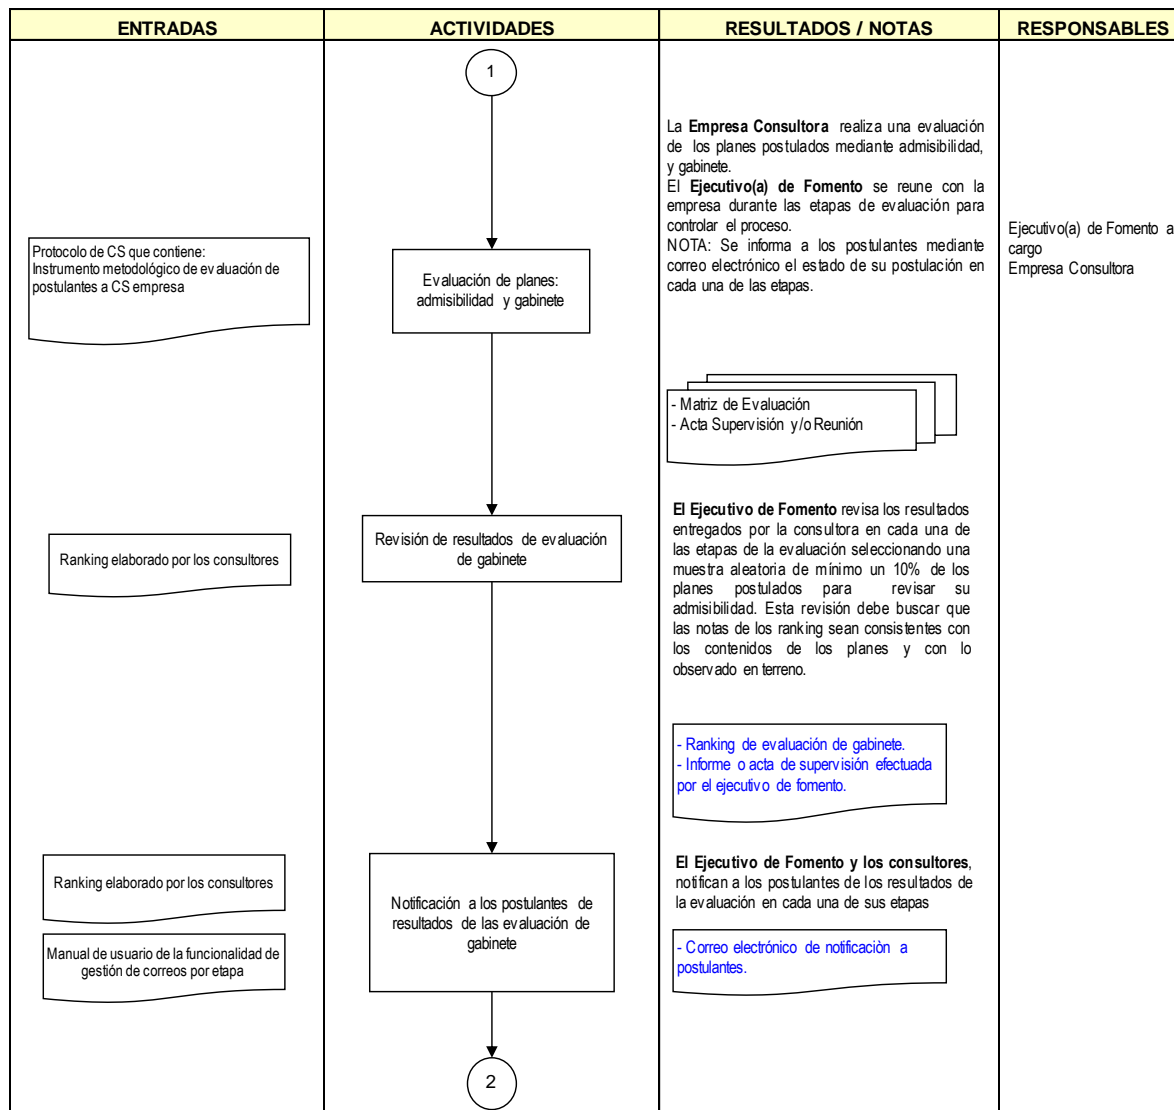 ENTRADAS
ACTIVIDADES
RESULTADOS / NOTAS
RESPONSABLES
1
La Empresa Consultora realiza una evaluación
de los planes postulados mediante admisibilidad,
y gabinete.
El Ejecutivo(a) de Fomento se reune con la
empresa durante las etapas de evaluación para
controlar el proceso.
NOTA: Se informa a los postulantes mediante
correo electrónico el estado de su postulación en
cada una de las etapas.
Protocolo de CS que contiene:
Instrumento metodológico de evaluación de
postulantes a CS empresa
Evaluación de planes:
admisibilidad y gabinete
Ejecutivo(a) de Fomento a
cargo
Empresa Consultora
- Matriz de Evaluación
- Acta Supervisión y/o Reunión
Ranking elaborado por los consultores
Revisión de resultados de evaluación
de gabinete
El Ejecutivo de Fomento revisa los resultados
entregados por la consultora en cada una de
las etapas de la evaluación seleccionando una
muestra aleatoria de mínimo un 10% de los
planes postulados para revisar su
admisibilidad. Esta revisión debe buscar que
las notas de los ranking sean consistentes con
los contenidos de los planes y con lo
observado en terreno.
- Ranking de evaluación de gabinete.
- Informe o acta de supervisión efectuada
por el ejecutivo de fomento.
Ranking elaborado por los consultores
Manual de usuario de la funcionalidad de
gestión de correos por etapa
Notificación a los postulantes de
resultados de las evaluación de
gabinete
El Ejecutivo de Fomento y los consultores,
notifican a los postulantes de los resultados de
la evaluación en cada una de sus etapas
- Correo electrónico de notificaciòn a
postulantes.
2